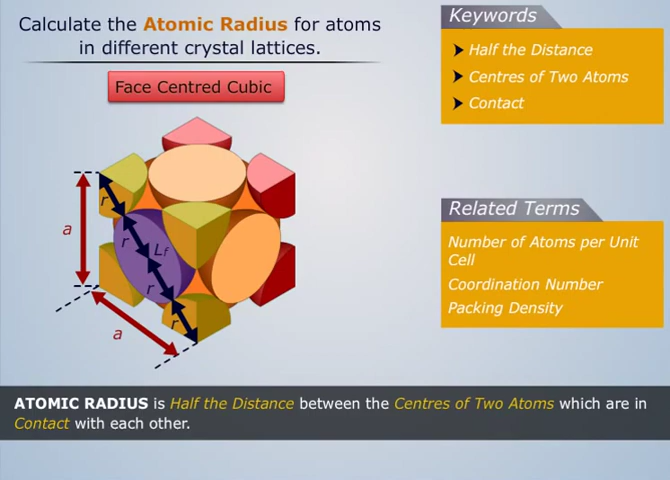 Calculate the Atomic Radius for atoms
in different crystal lattices.
Face Centred Cubic
a
r
r
L_f
r
r
a
Keywords
Half the Distance
Centres of Two Atoms
Contact
Related Terms
Number of Atoms per Unit
Cell
Coordination Number
Packing Density
ATOMIC RADIUS is Half the Distance between the Centres of Two Atoms which are in
Contact with each other.